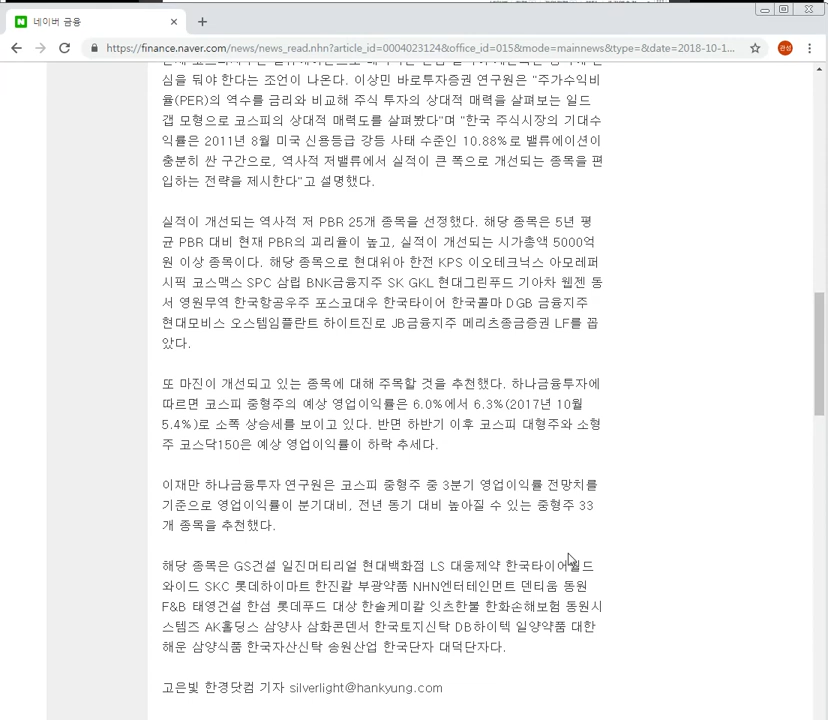 네이버 금융
https://finance.naver.com/news/news_read.nhn?article_id=0004023124&office_id=015&mode=mainnews&type=&date=2018-10-1...
관성
심을 둬야 한다는 조언이 나온다. 이상민 바로투자증권 연구원은 "주가수익비
율(PER)의 역수를 금리와 비교해 주식 투자의 상대적 매력을 살펴보는 일드
갭 모형으로 코스피의 상대적 매력도를 살펴봤다"며 "한국 주식시장의 기대수
익률은 2011년 8월 미국 신용등급 강등 사태 수준인 10.88%로 밸류에이션이
충분히 싼 구간으로, 역사적 저밸류에서 실적이 큰 폭으로 개선되는 종목을 편
입하는 전략을 제시한다"고 설명했다.
실적이 개선되는 역사적 저 PBR 25개 종목을 선정했다. 해당 종목은 5년 평
균 PBR 대비 현재 PBR의 괴리율이 높고, 실적이 개선되는 시가총액 5000억
원 이상 종목이다. 해당 종목으로 현대위아 한전 KPS 이오테크닉스 아모레퍼
시픽 코스맥스 SPC 삼립 BNK금융지주 SK GKL 현대그린푸드 기아차 웹젠 동
서 영원무역 한국항공우주 포스코대우 한국타이어 한국콜마 DGB 금융지주
현대모비스 오스템임플란트 하이트진로 JB금융지주 메리츠종금증권 LF를 꼽
았다.
또 마진이 개선되고 있는 종목에 대해 주목할 것을 추천했다. 하나금융투자에
따르면 코스피 중형주의 예상 영업이익률은 6.0%에서 6.3%(2017년 10월
5.4%)로 소폭 상승세를 보이고 있다. 반면 하반기 이후 코스피 대형주와 소형
주 코스닥150은 예상 영업이익률이 하락 추세다.
이재만 하나금융투자 연구원은 코스피 중형주 중 3분기 영업이익률 전망치를
기준으로 영업이익률이 분기대비, 전년 동기 대비 높아질 수 있는 중형주 33
개 종목을 추천했다.
해당 종목은 GS건설 일진머티리얼 현대백화점 LS 대웅제약 한국타이어월드
와이드 SKC 롯데하이마트 한진칼 부광약품 NHN엔터테인먼트 덴티움 동원
F&B 태영건설 한섬 롯데푸드 대상 한솔케미칼 잇츠한불 한화손해보험 동원시
스템즈 AK홀딩스 삼양사 삼화콘덴서 한국토지신탁 DB하이텍 일양약품 대한
해운 삼양식품 한국자산신탁 송원산업 한국단자 대덕단자다.
고은빛 한경닷컴 기자 silverlight@hankyung.com